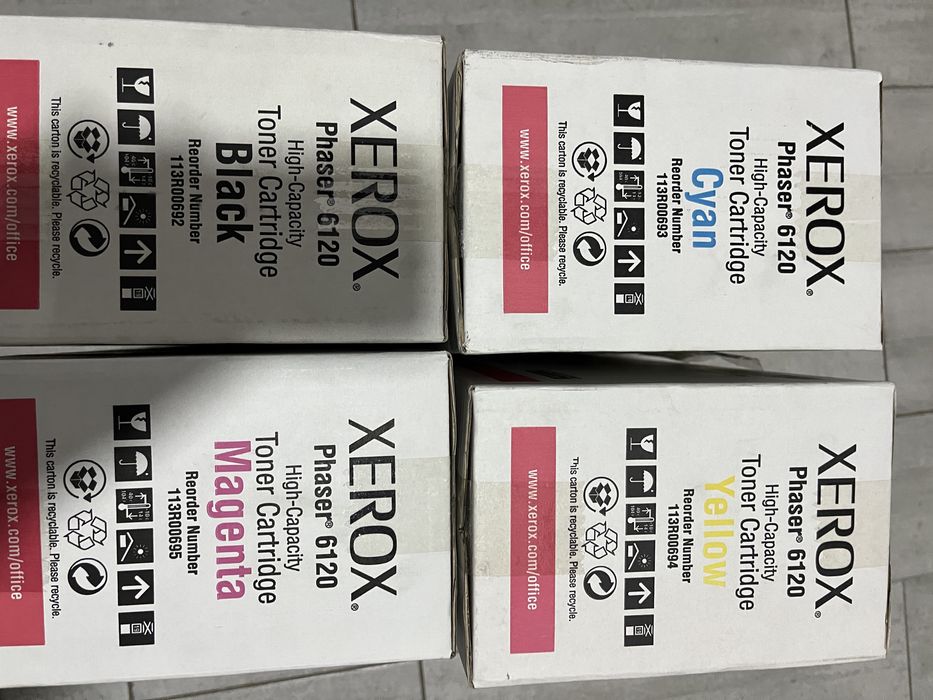 XEROX®
Phaser® 6120
High-Capacity
Toner Cartridge
Black
Reorder Number
113R00692
This carton is recyclable. Please recycle.
www.xerox.com/office
XEROX®
Phaser® 6120
High-Capacity
Toner Cartridge
Cyan
Reorder Number
113R00693
This carton is recyclable. Please recycle.
www.xerox.com/office
XEROX®
Phaser® 6120
High-Capacity
Toner Cartridge
Magenta
Reorder Number
113R00695
This carton is recyclable. Please recycle.
www.xerox.com/office
XEROX®
Phaser® 6120
High-Capacity
Toner Cartridge
Yellow
Reorder Number
113R00694
This carton is recyclable. Please recycle.
www.xerox.com/office